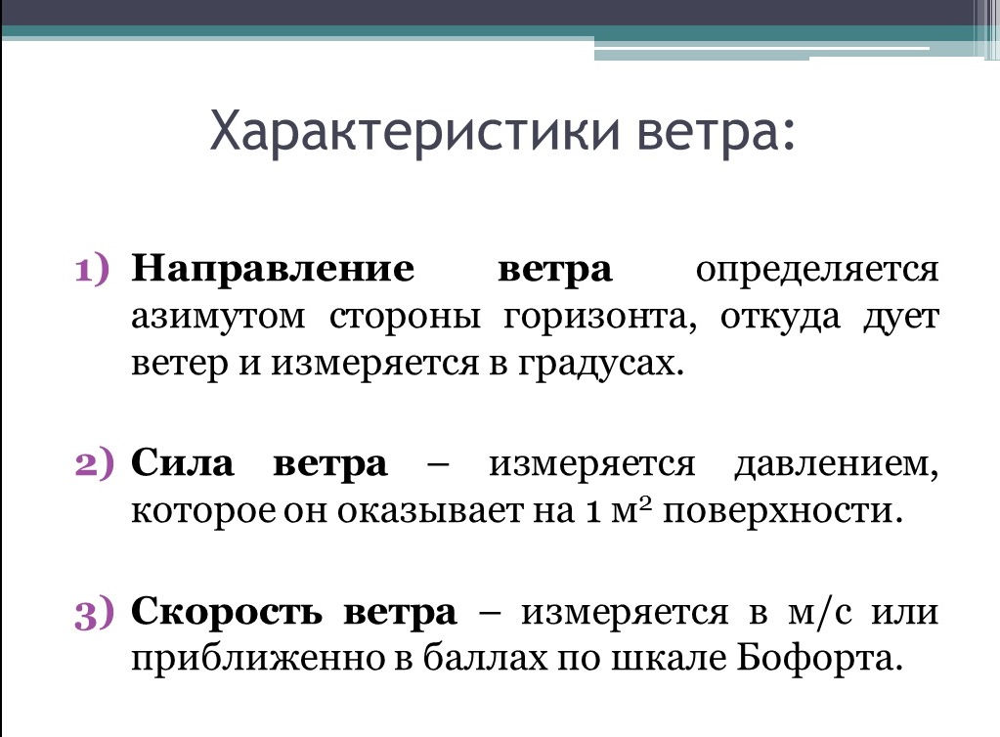 Характеристики ветра:
1) Направление ветра определяется
азимутом стороны горизонта, откуда дует
ветер и измеряется в градусах.
2) Сила ветра – измеряется давлением,
которое он оказывает на 1 м² поверхности.
3) Скорость ветра – измеряется в м/с или
приближенно в баллах по шкале Бофорта.